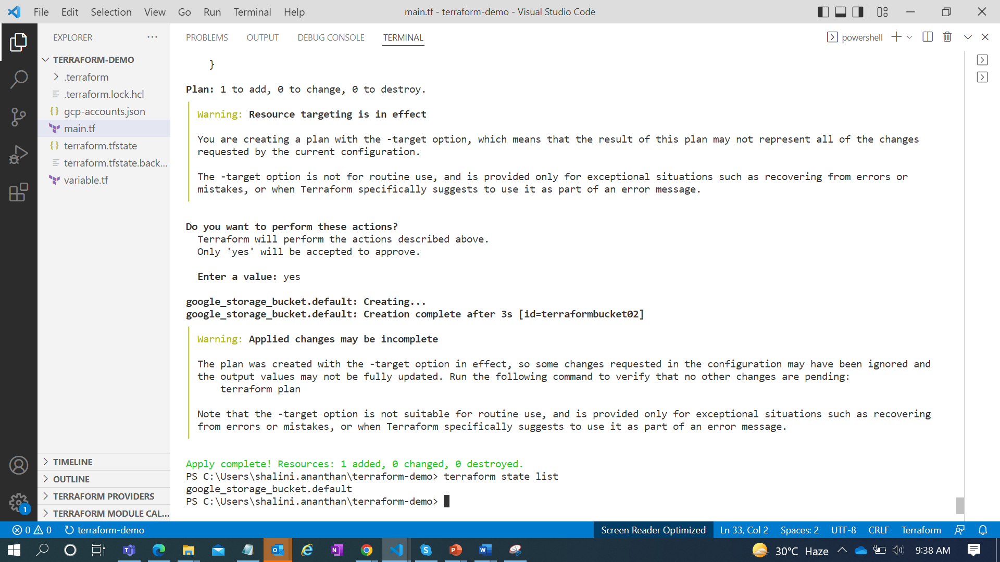 File Edit Selection View Go Run Terminal Help
main.tf - terraform-demo - Visual Studio Code
EXPLORER
TERRAFORM-DEMO
.terraform
.terraform.lock.hcl
gcp-accounts.json
main.tf
terraform.tfstate
terraform.tfstate.back...
variable.tf
TIMELINE
OUTLINE
TERRAFORM PROVIDERS
TERRAFORM MODULE CAL...
1
PROBLEMS OUTPUT DEBUG CONSOLE TERMINAL
powershell
}
Plan: 1 to add, 0 to change, 0 to destroy.
Warning: Resource targeting is in effect
You are creating a plan with the -target option, which means that the result of this plan may not represent all of the changes
requested by the current configuration.
The -target option is not for routine use, and is provided only for exceptional situations such as recovering from errors or
mistakes, or when Terraform specifically suggests to use it as part of an error message.
Do you want to perform these actions?
Terraform will perform the actions described above.
Only 'yes' will be accepted to approve.
Enter a value: yes
google_storage_bucket.default: Creating...
google_storage_bucket.default: Creation complete after 3s [id=terraformbucket02]
Warning: Applied changes may be incomplete
The plan was created with the -target option in effect, so some changes requested in the configuration may have been ignored and
the output values may not be fully updated. Run the following command to verify that no other changes are pending:
terraform plan
Note that the -target option is not suitable for routine use, and is provided only for exceptional situations such as recovering
from errors or mistakes, or when Terraform specifically suggests to use it as part of an error message.
Apply complete! Resources: 1 added, 0 changed, 0 destroyed.
PS C:\Users\shalini.ananthan\terraform-demo> terraform state list
google_storage_bucket.default
PS C:\Users\shalini.ananthan\terraform-demo>
0 0 terraform-demo
Screen Reader Optimized Ln 33, Col 2 Spaces: 2 UTF-8 CRLF Terraform
30°C Haze 9:38 AM